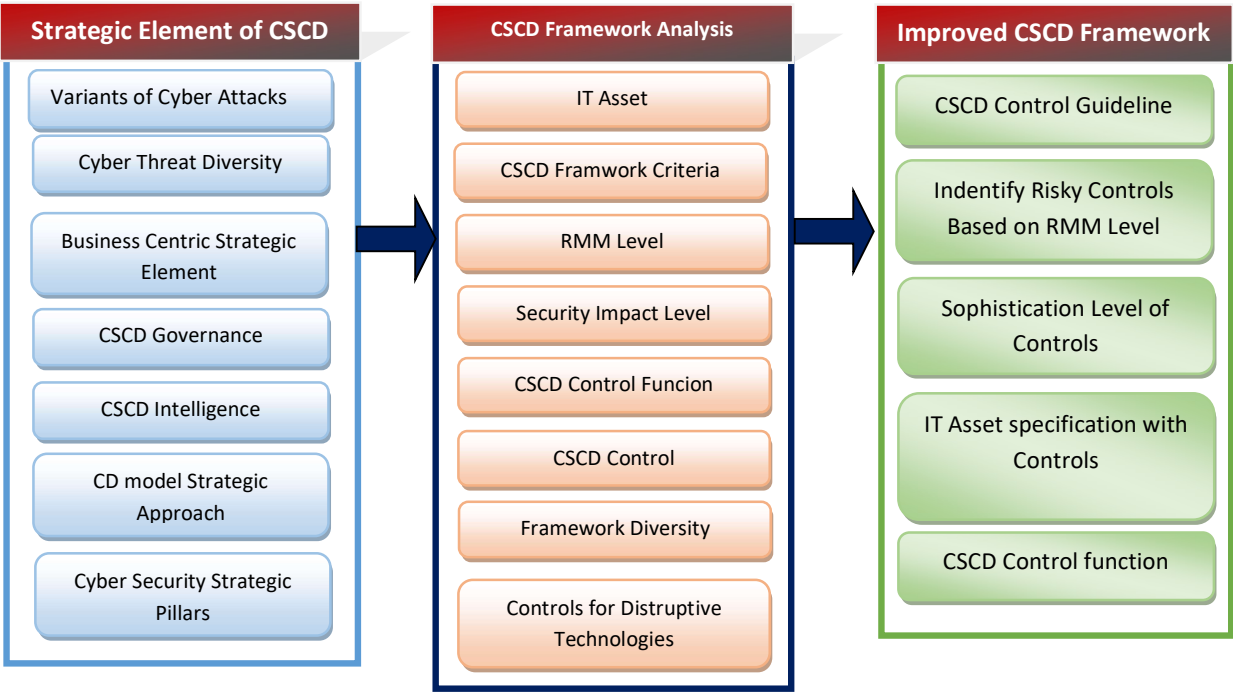 Strategic Element of CSCD
Variants of Cyber Attacks
Cyber Threat Diversity
Business Centric Strategic
Element
CSCD Governance
CSCD Intelligence
CD model Strategic
Approach
Cyber Security Strategic
Pillars
CSCD Framework Analysis
IT Asset
CSCD Framwork Criteria
RMM Level
Security Impact Level
CSCD Control Funcion
CSCD Control
Framework Diversity
Controls for Distruptive
Technologies
Improved CSCD Framework
CSCD Control Guideline
Indentify Risky Controls
Based on RMM Level
Sophistication Level of
Controls
IT Asset specification with
Controls
CSCD Control function